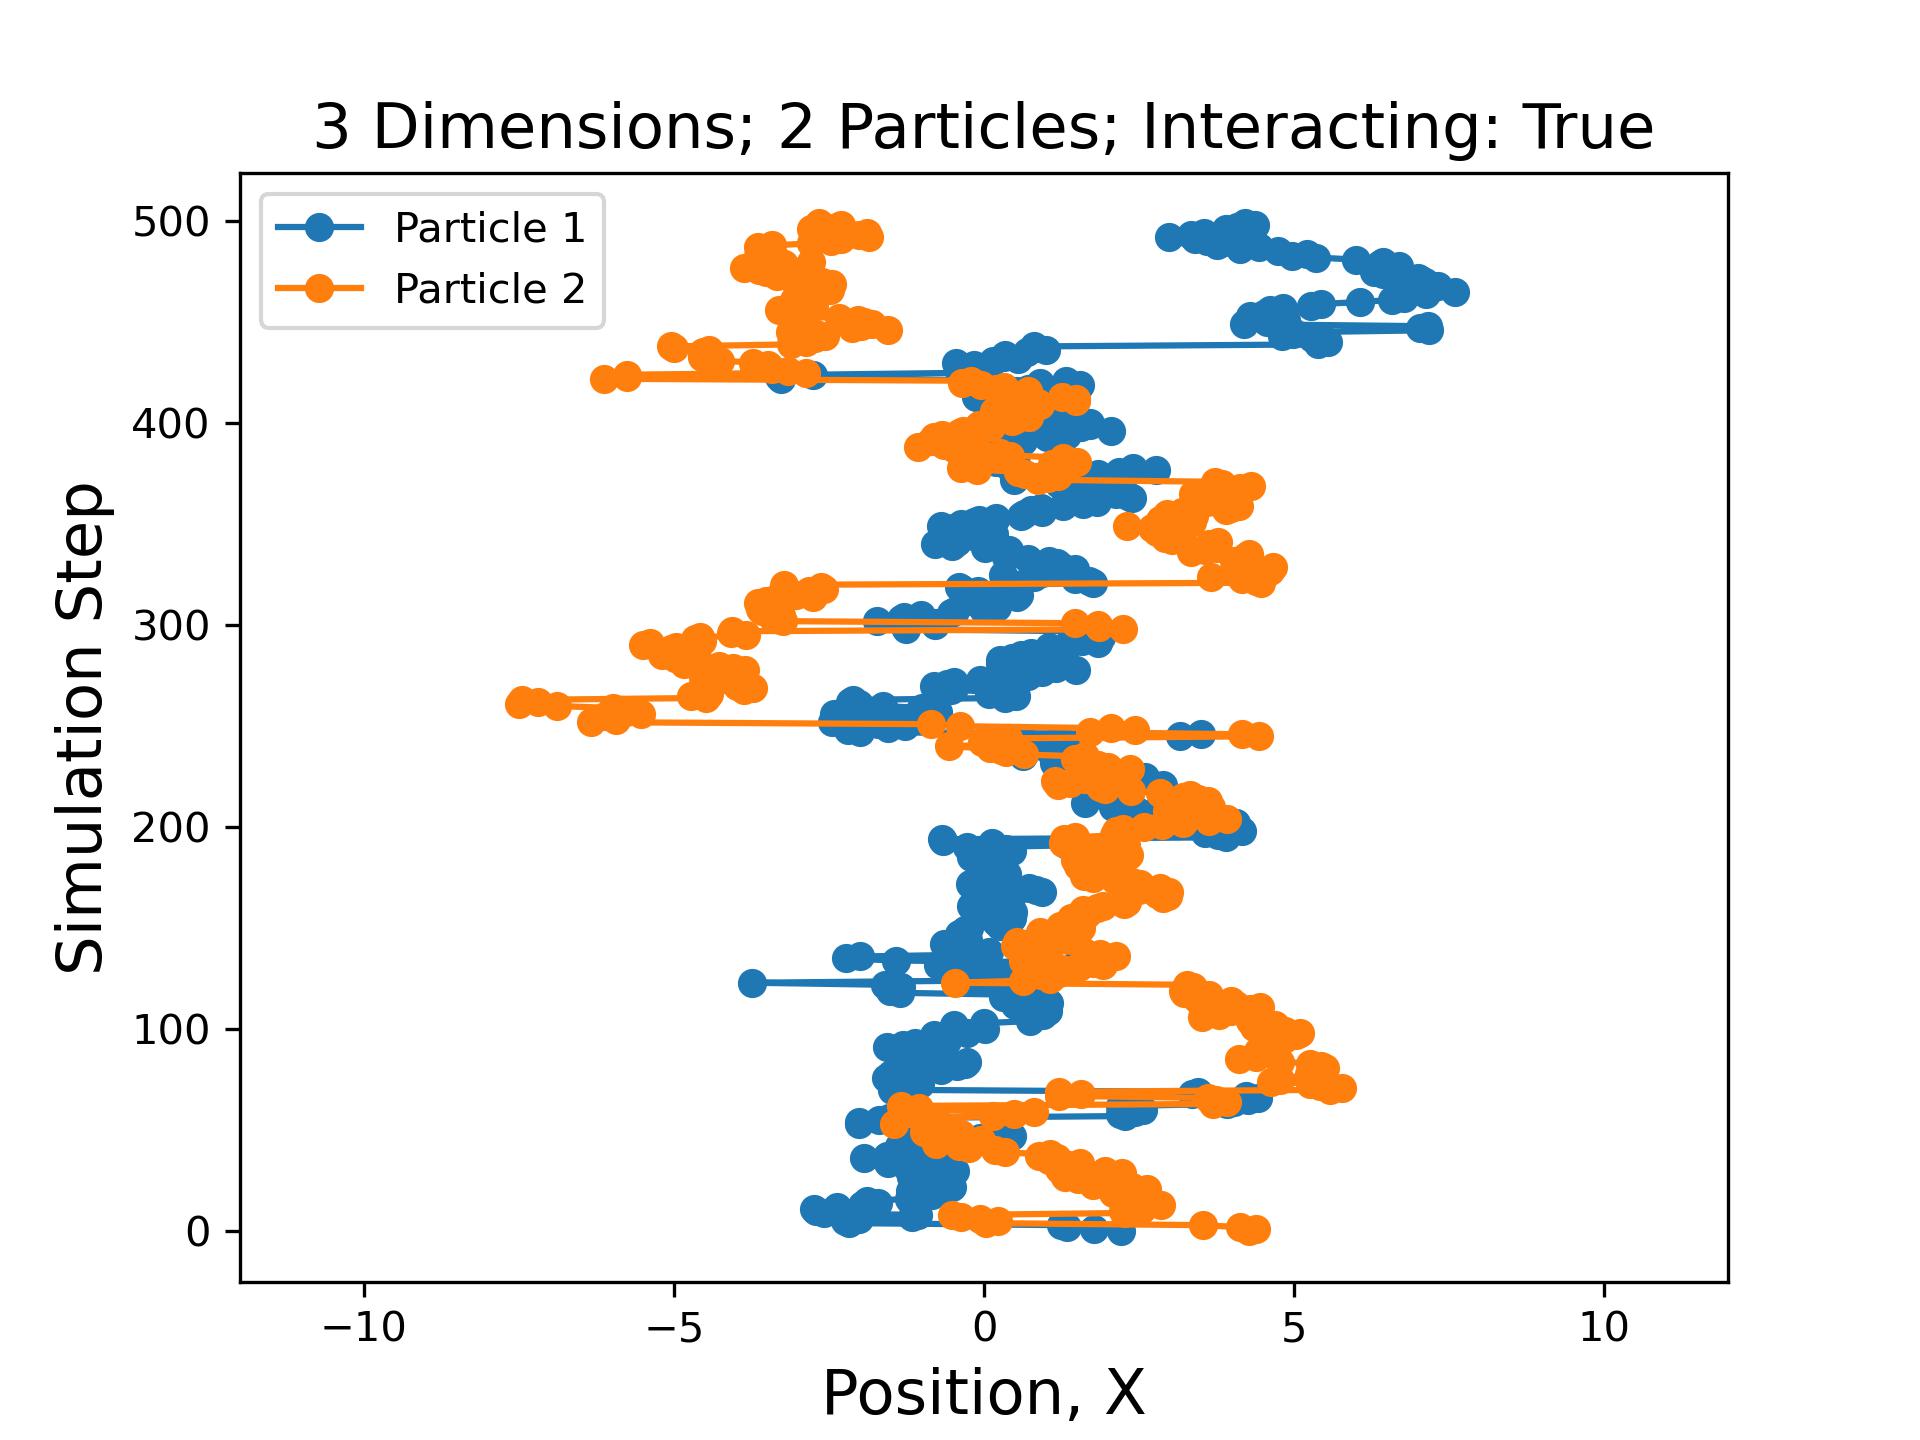 3 Dimensions; 2 Particles; Interacting: True
Particle 1
Particle 2
500
400
300
200
100
0
Simulation Step
−10
−5
0
5
10
Position, X